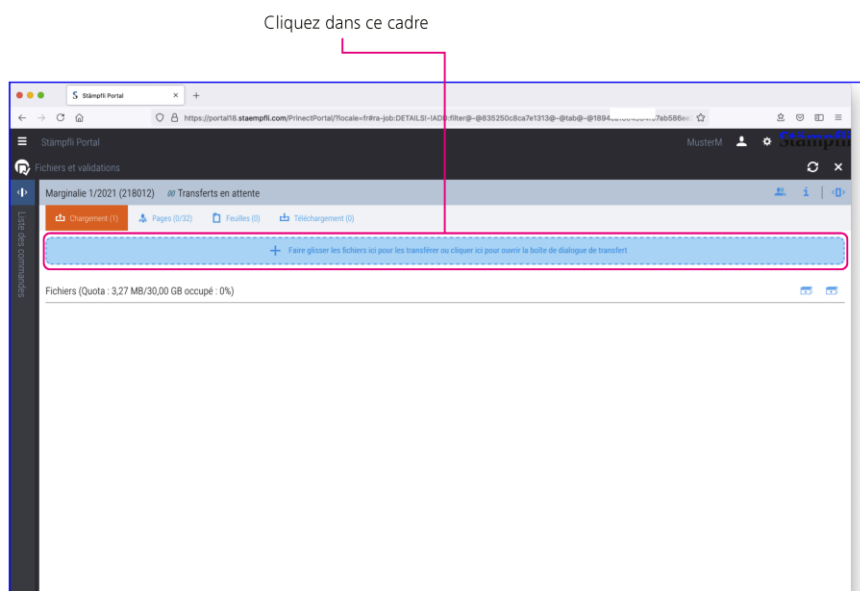 Cliquez dans ce cadre
Stämpfli Portal
https://portal18.staempfli.com/PrinectPortal/?locale=fr#ra-job:DETAILS!-!ADD:filter@-@835250c8ca7e1313@-@tab@-@1894
Stämpfli Portal
MusterM
Stämpfli
Fichiers et validations
Marginalie 1/2021 (218012)
Transferts en attente
Liste des commandes
Chargement (1)
Pages (0/32)
Feuilles (0)
Téléchargement (0)
Faire glisser les fichiers ici pour les transférer ou cliquer ici pour ouvrir la boîte de dialogue de transfert
Fichiers (Quota : 3,27 MB/30,00 GB occupé : 0%)